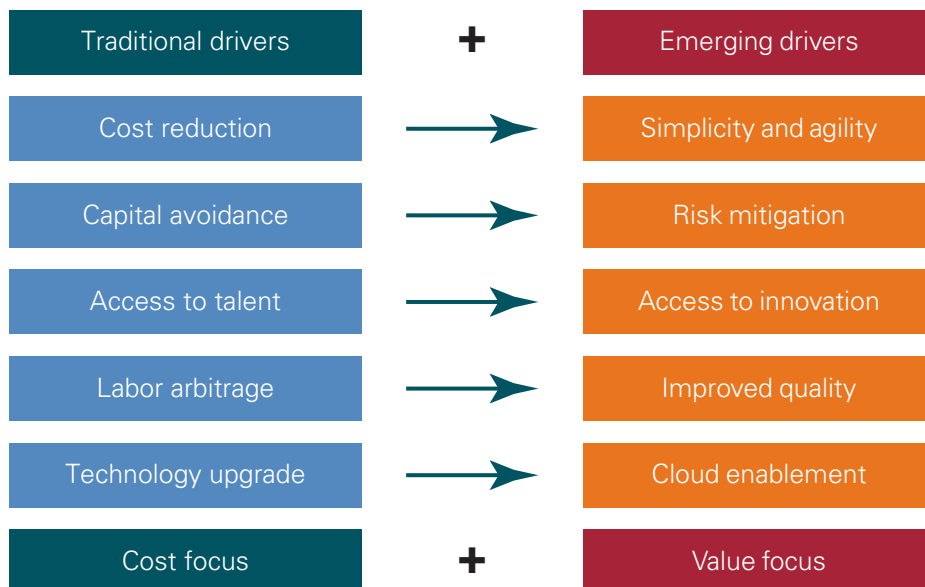 Traditional drivers + Emerging drivers
Cost reduction Simplicity and agility
Capital avoidance Risk mitigation
Access to talent Access to innovation
Labor arbitrage Improved quality
Technology upgrade Cloud enablement
Cost focus + Value focus